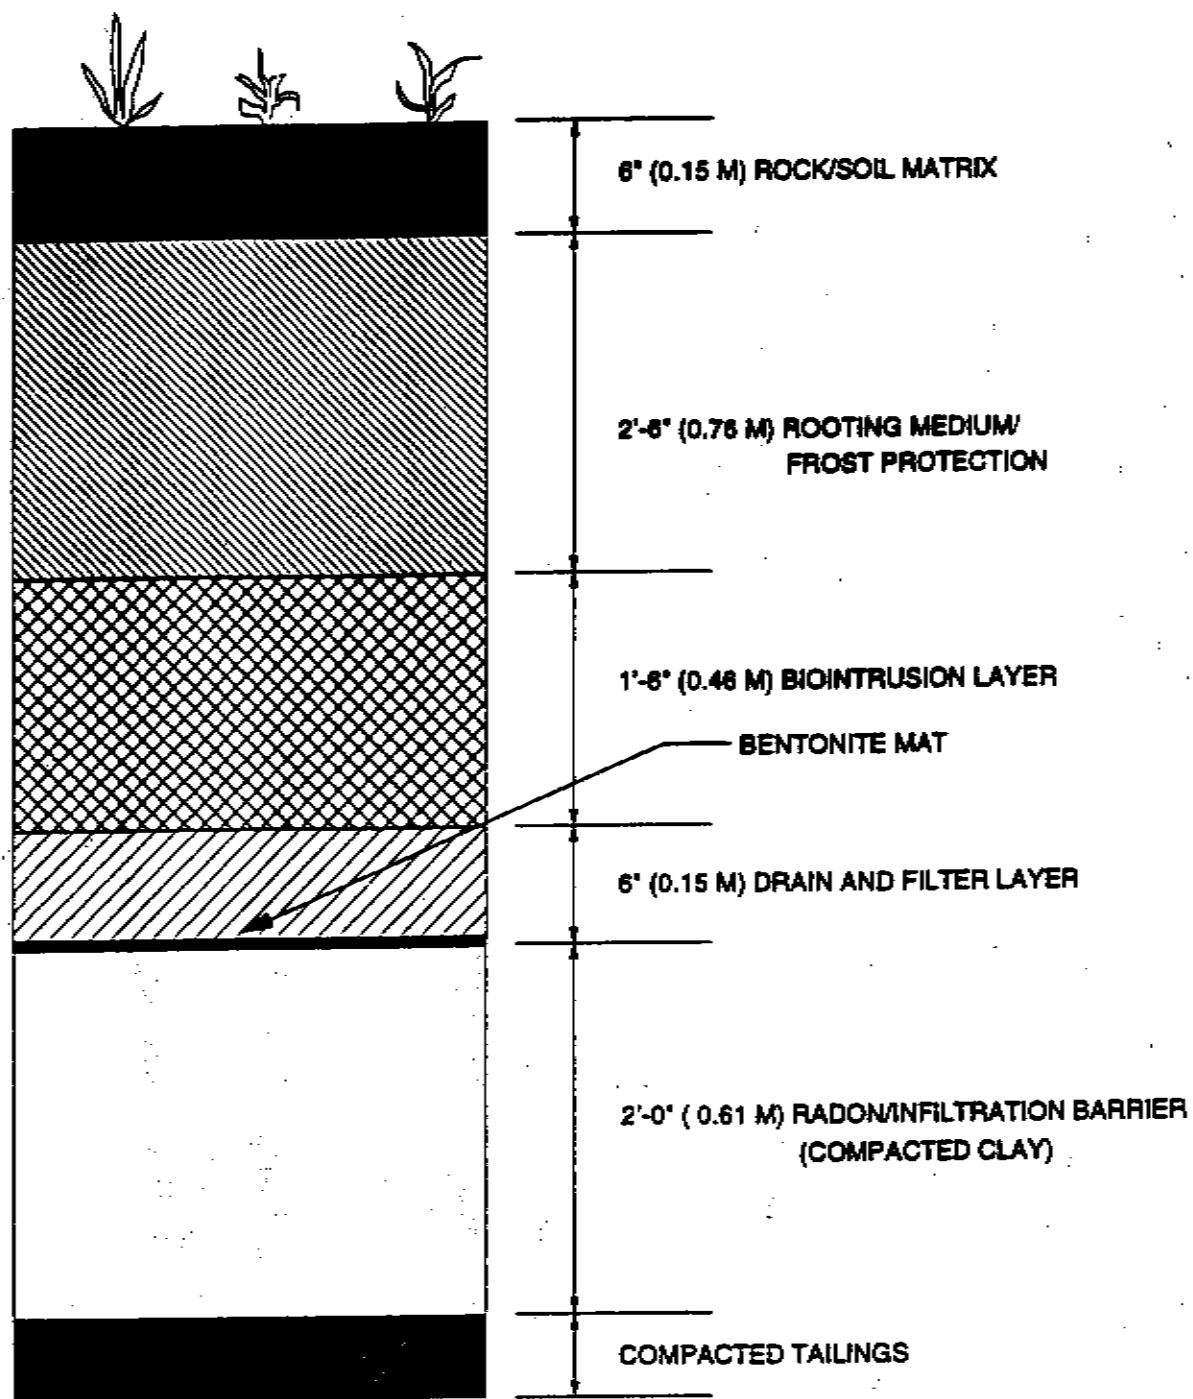 6" (0.15 M) ROCK/SOIL MATRIX
2'-6" (0.76 M) ROOTING MEDIUM/
FROST PROTECTION
1'-6" (0.46 M) BIOINTRUSION LAYER
BENTONITE MAT
6" (0.15 M) DRAIN AND FILTER LAYER
2'-0" ( 0.61 M) RADON/INFILTRATION BARRIER
(COMPACTED CLAY)
COMPACTED TAILINGS